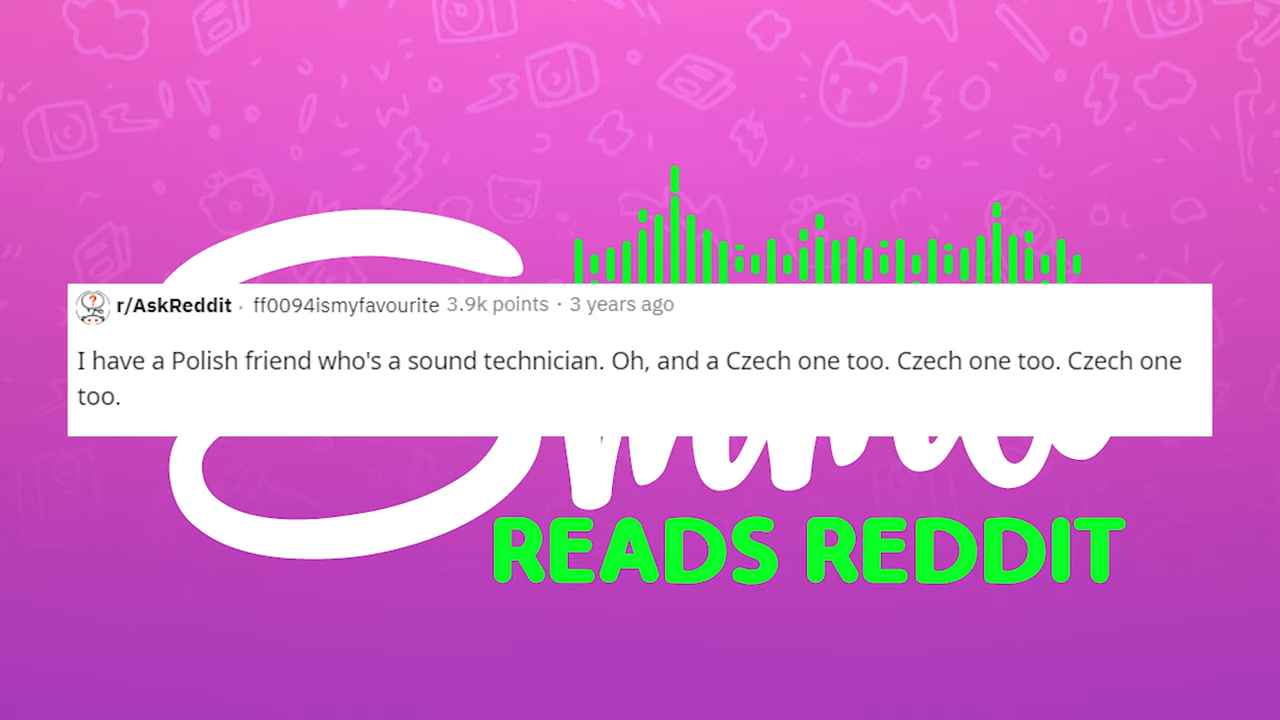 r/AskReddit · ff0094ismyfavourite 3.9k points · 3 years ago
I have a Polish friend who's a sound technician. Oh, and a Czech one too. Czech one too. Czech one
too.
READS REDDIT